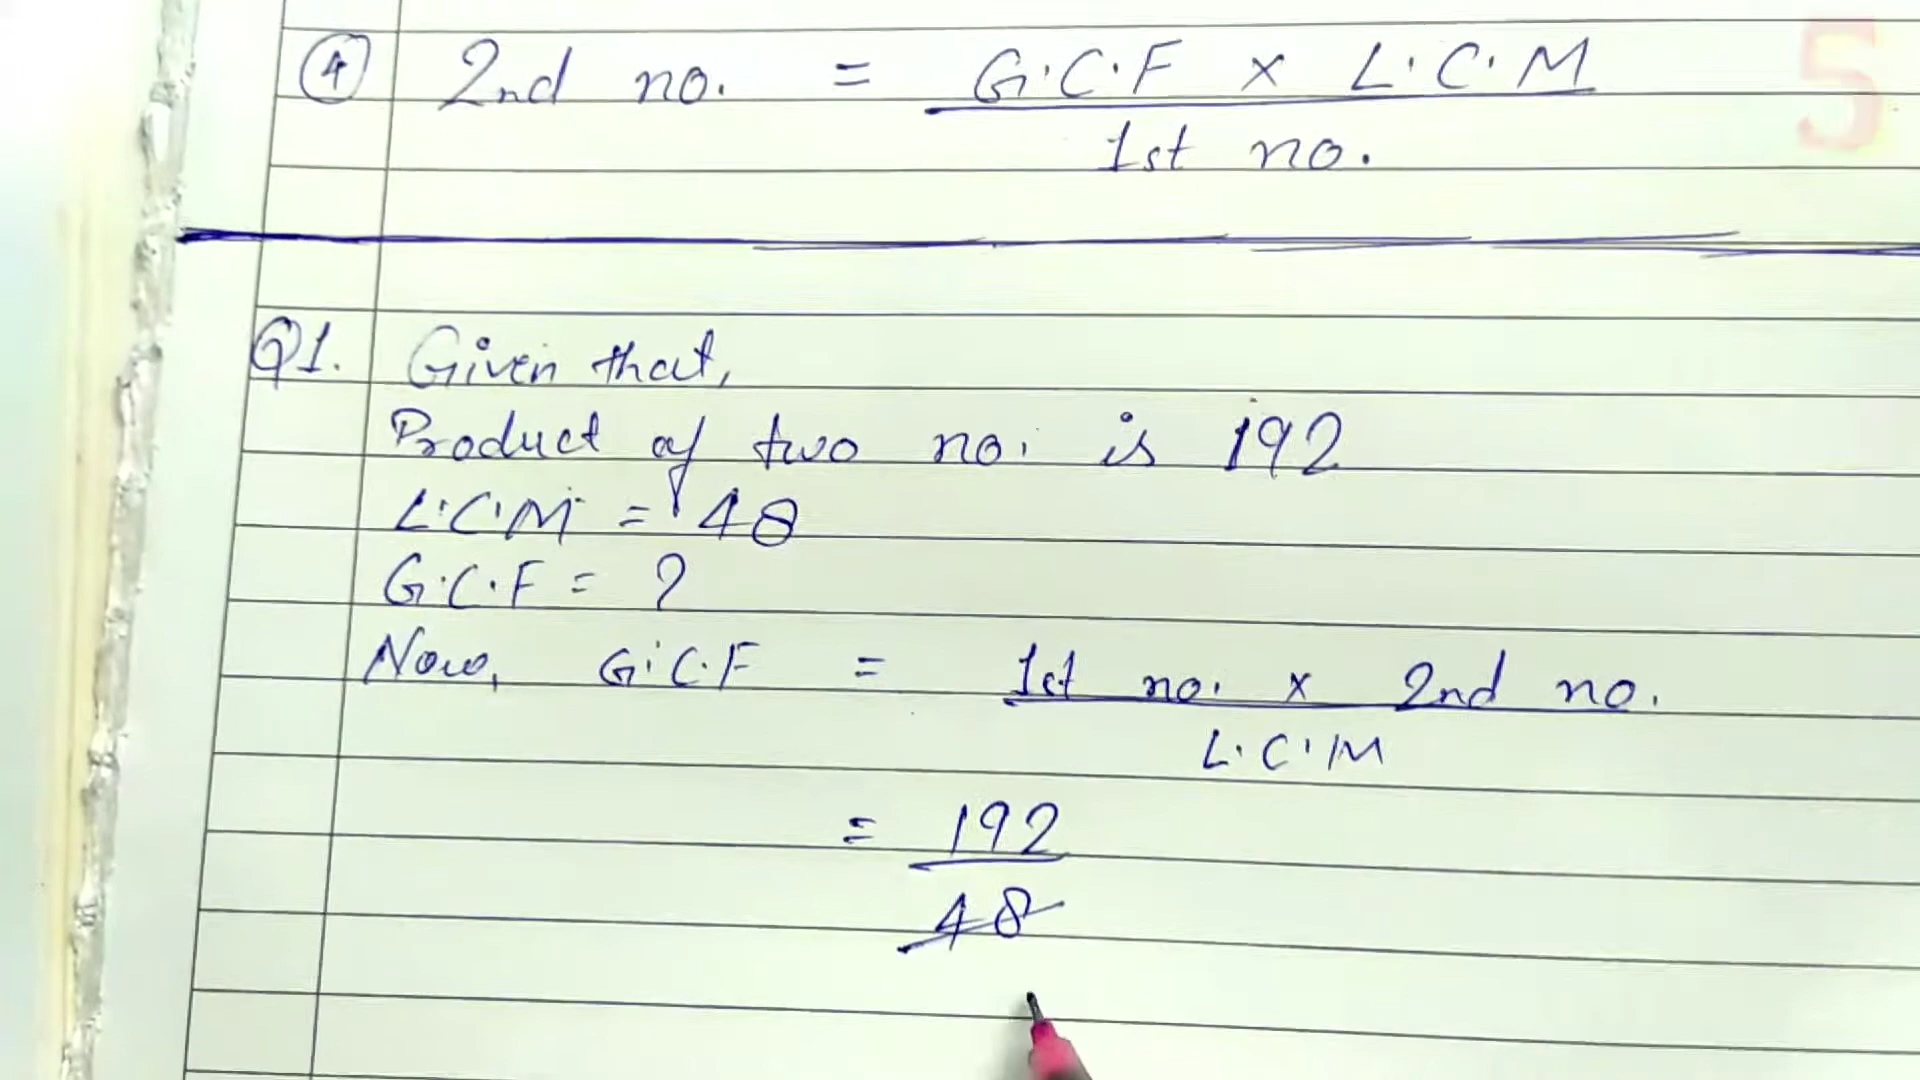 ④ 2nd no. = G.C.F x L.C.M
1st no.
5
Q1. Given that,
Product of two no. is 192
L.C.M = 48
G.C.F = ?
Now, G.C.F = 1st no. x 2nd no.
L.C.M
= 192
48